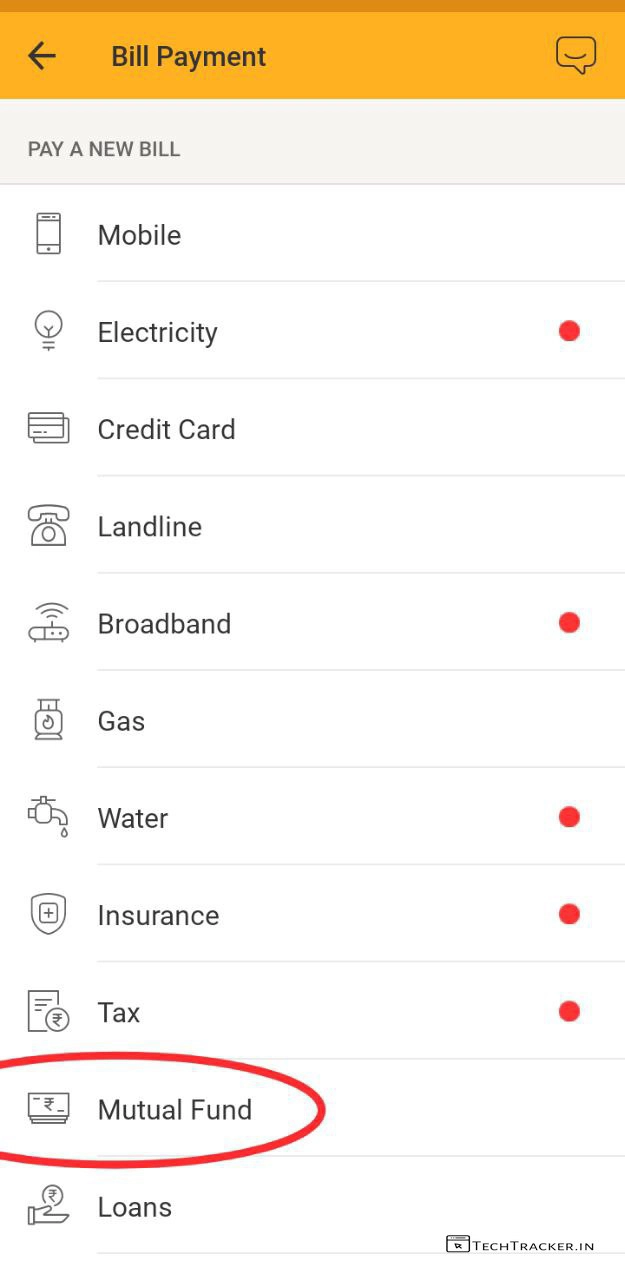 Bill Payment
PAY A NEW BILL
Mobile
Electricity
Credit Card
Landline
Broadband
Gas
Water
Insurance
Tax
Mutual Fund
Loans
TECHTRACKER.IN